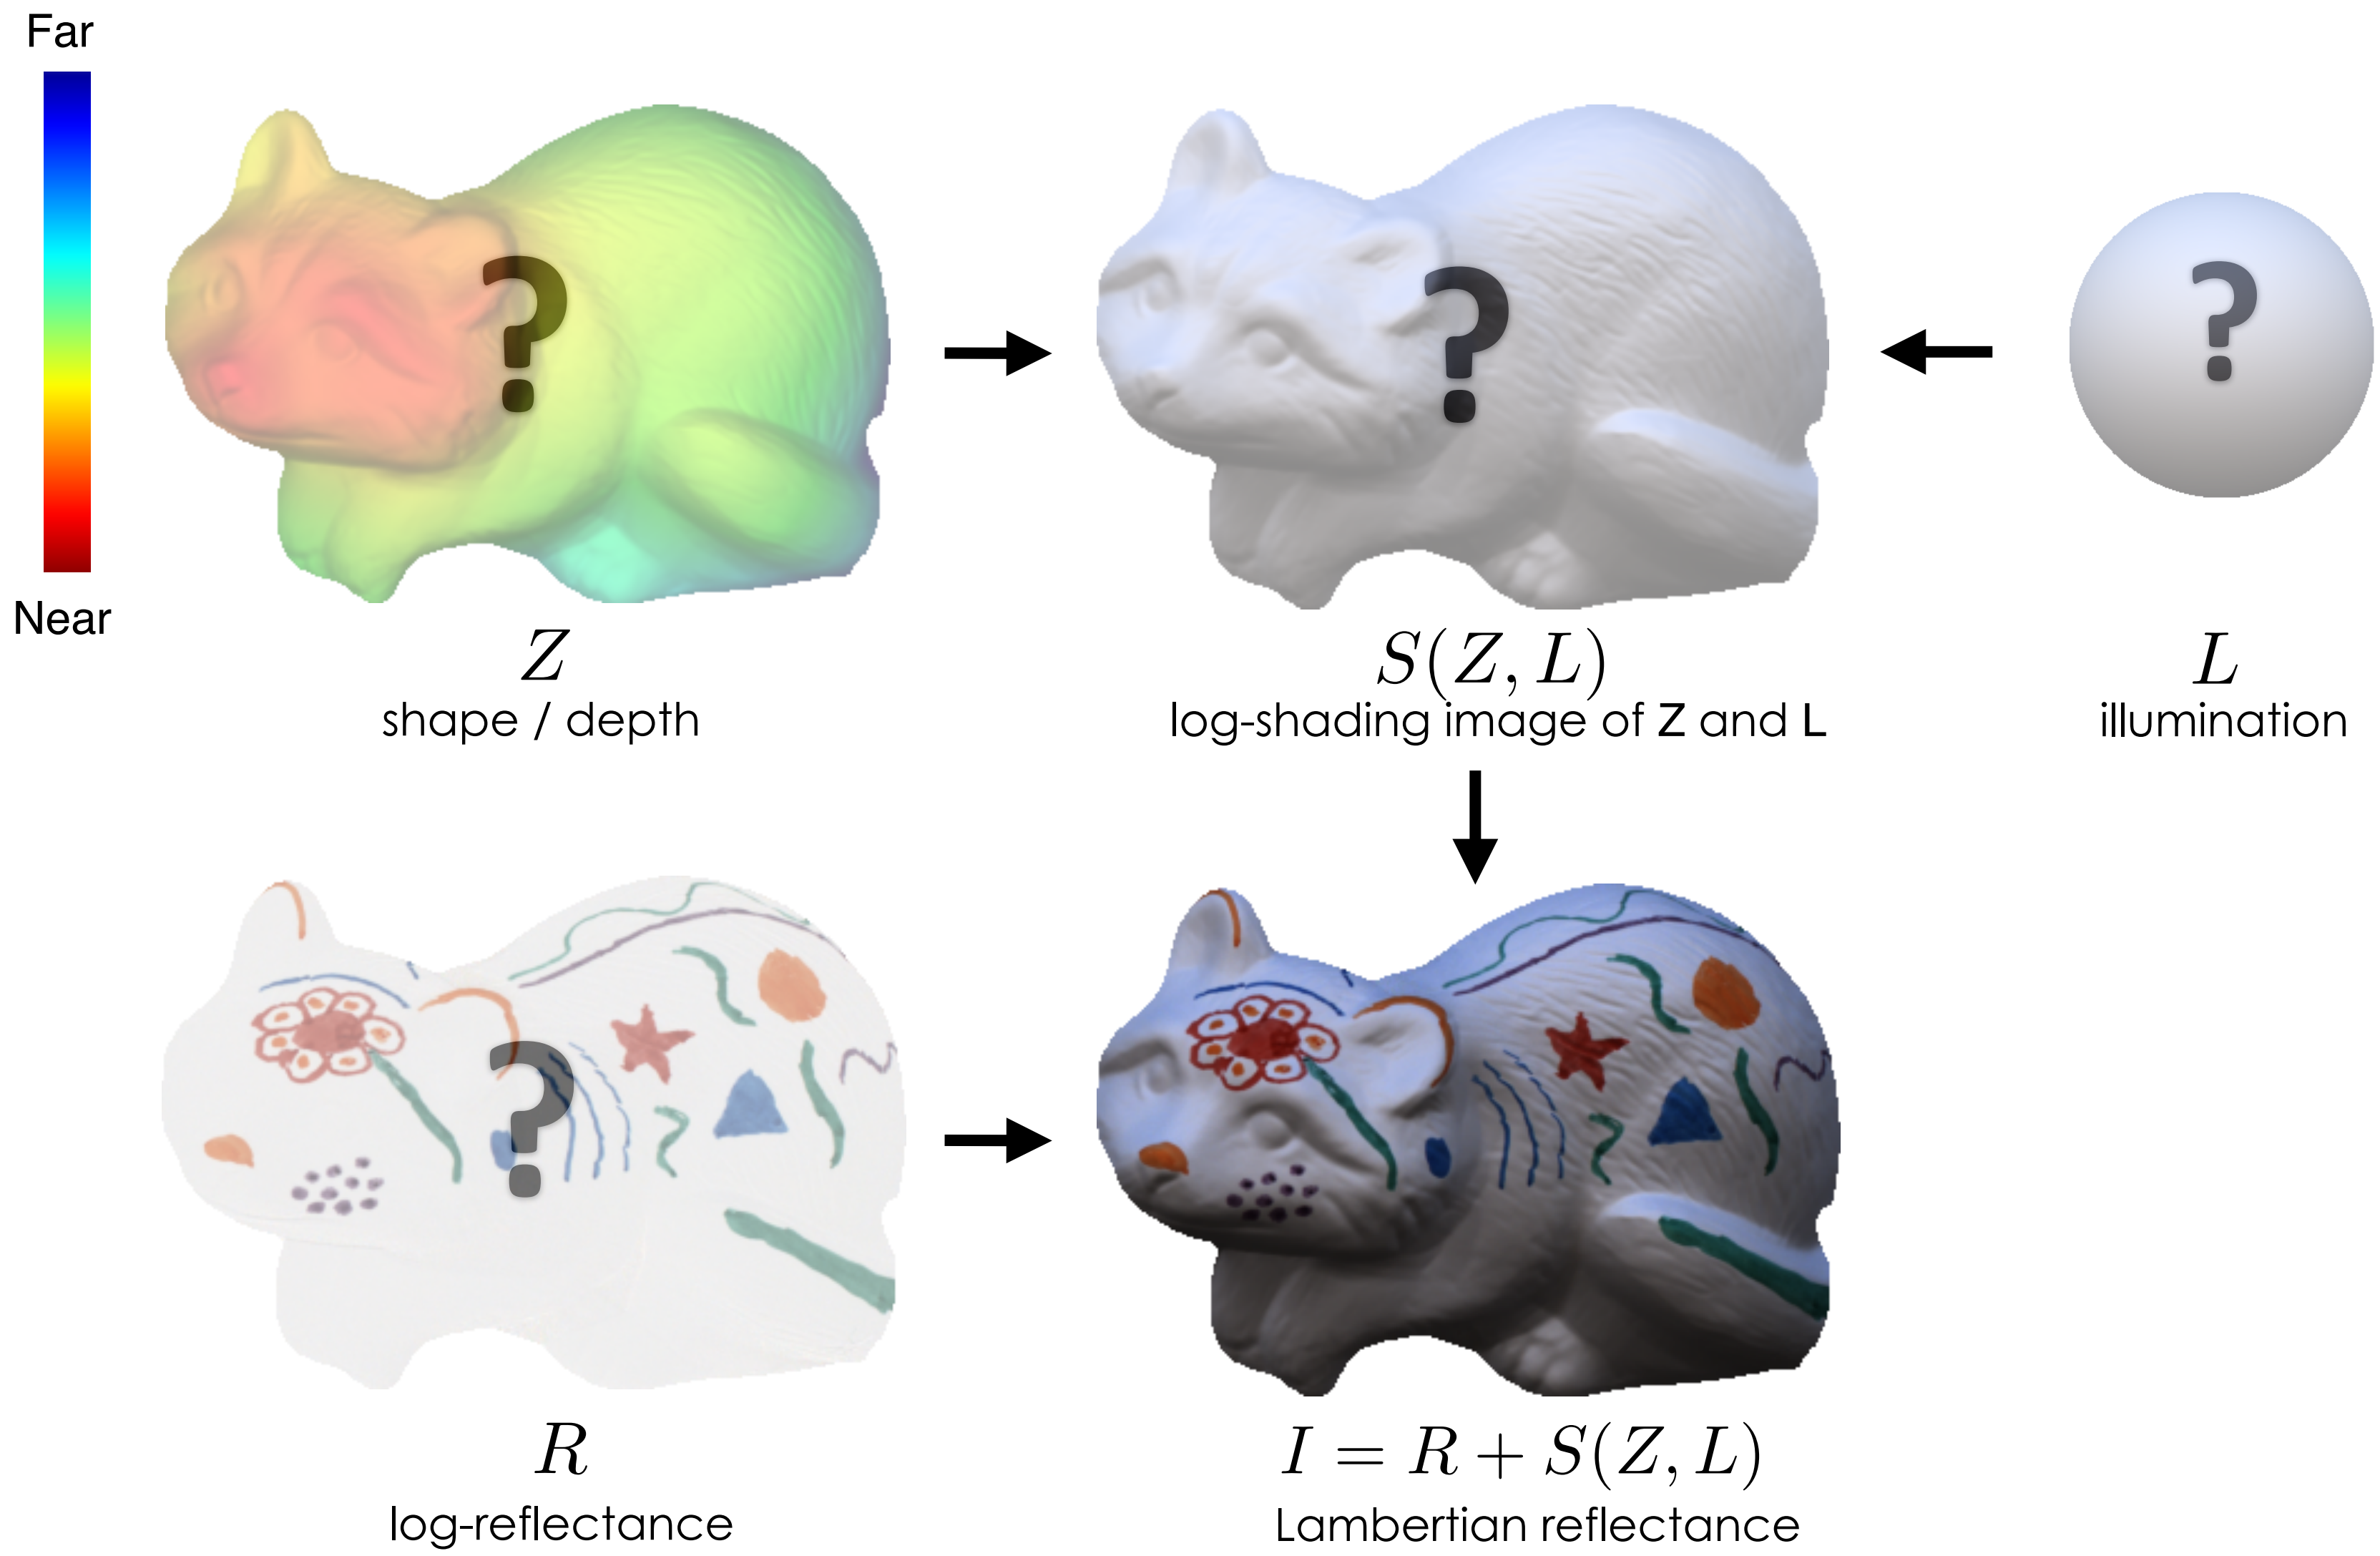 Far
Near
?
?
?
Z
shape / depth
S(Z, L)
log-shading image of Z and L
L
illumination
?
R
log-reflectance
I = R + S(Z, L)
Lambertian reflectance